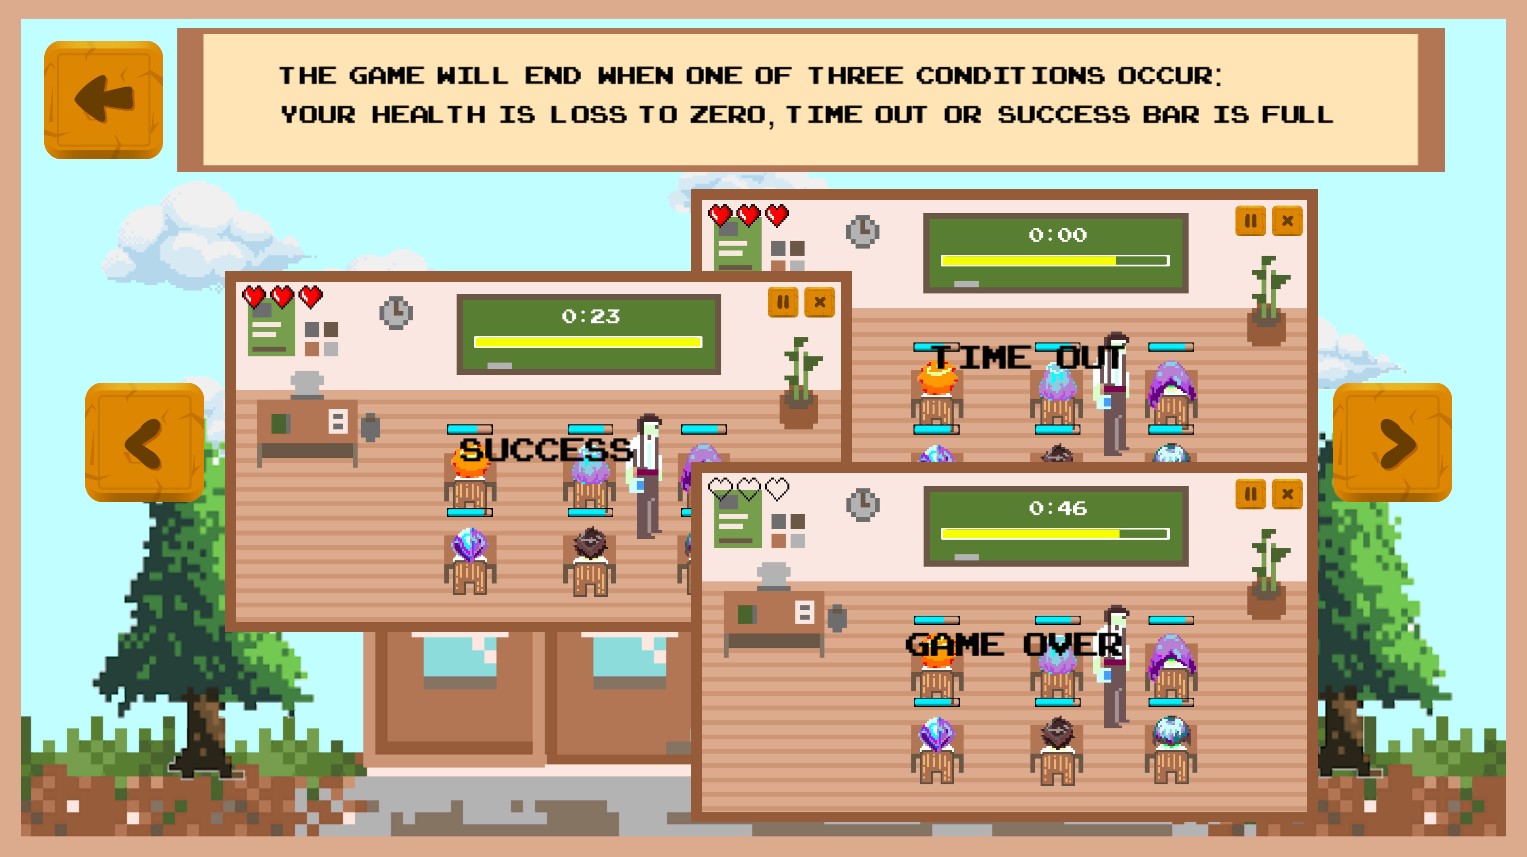 THE GAME WILL END WHEN ONE OF THREE CONDITIONS OCCUR:
YOUR HEALTH IS LOSS TO ZERO, TIME OUT OR SUCCESS BAR IS FULL
0:00
TIME OUT
0:23
SUCCESS
0:46
GAME OVER